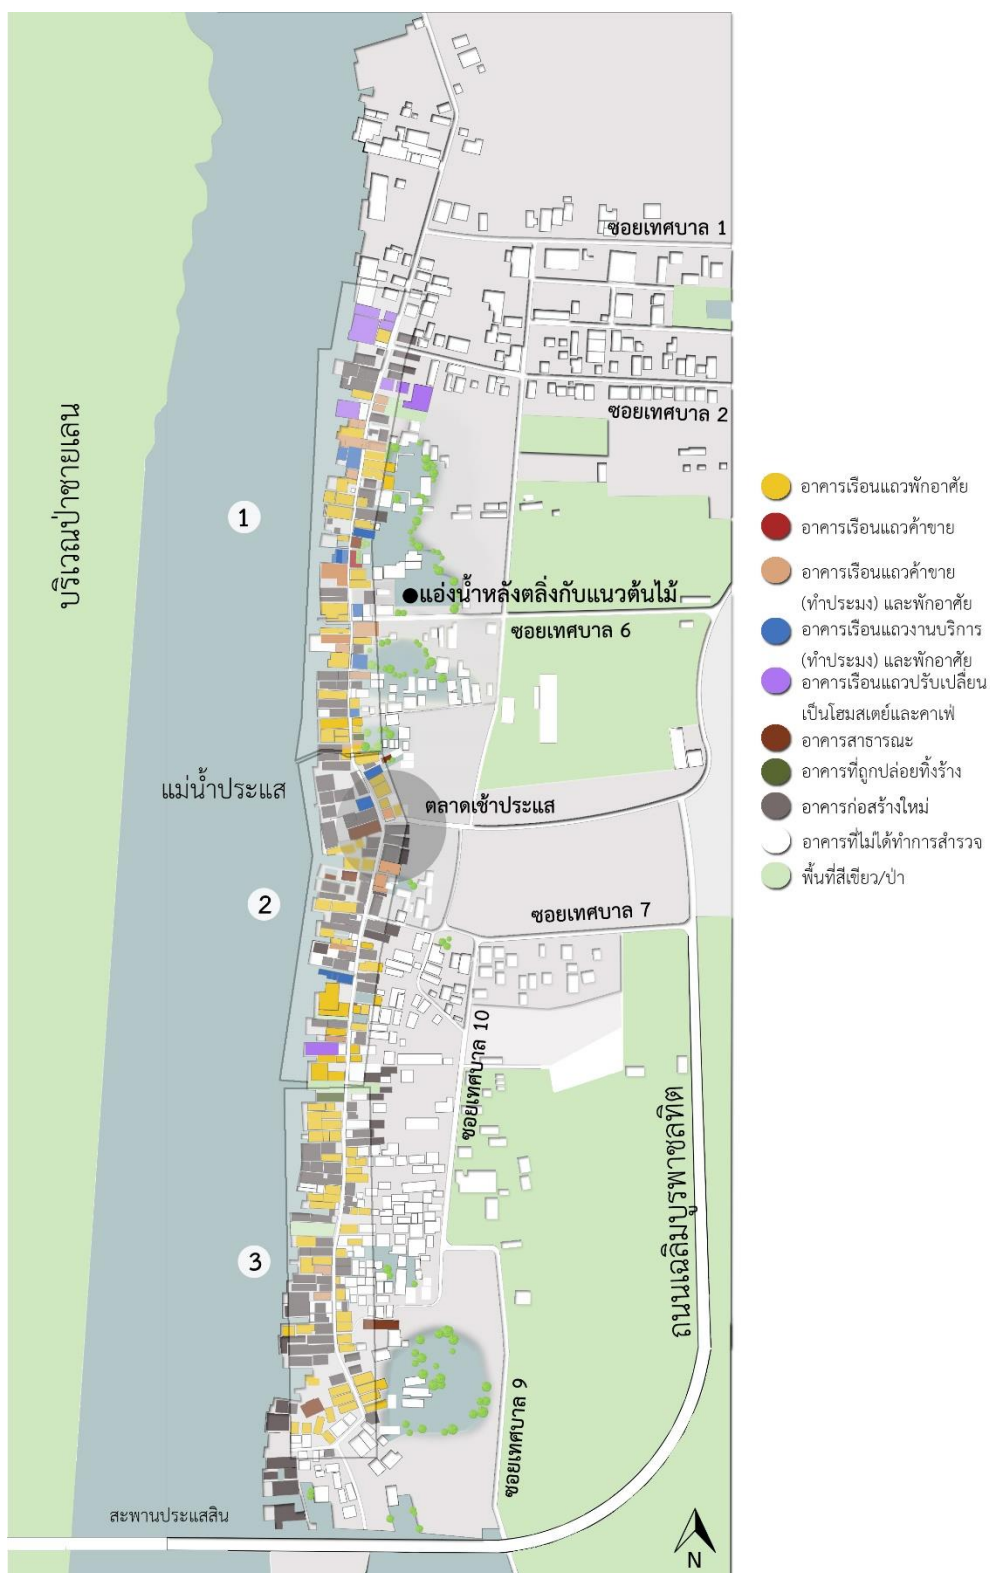 ซอยเทศบาล 1
ซอยเทศบาล 2
บริเวณป่าชายเลน
1
แอ่งน้ำหลังตลิ่งกับแนวต้นไม้
ซอยเทศบาล 6
แม่น้ำประแส
ตลาดเช้าประแส
2
ซอยเทศบาล 7
ซอยเทศบาล 10
ถนนเฉลิมบูรพาชลทิต
3
ซอยเทศบาล 9
สะพานประแสสิน
N
อาคารเรือนแถวพักอาศัย
อาคารเรือนแถวค้าขาย
อาคารเรือนแถวค้าขาย
(ทำประมง) และพักอาศัย
อาคารเรือนแถวงานบริการ
(ทำประมง) และพักอาศัย
อาคารเรือนแถวปรับเปลี่ยน
เป็นโฮมสเตย์และคาเฟ่
อาคารสาธารณะ
อาคารที่ถูกปล่อยทิ้งร้าง
อาคารก่อสร้างใหม่
อาคารที่ไม่ได้ทำการสำรวจ
พื้นที่สีเขียว/ป่า